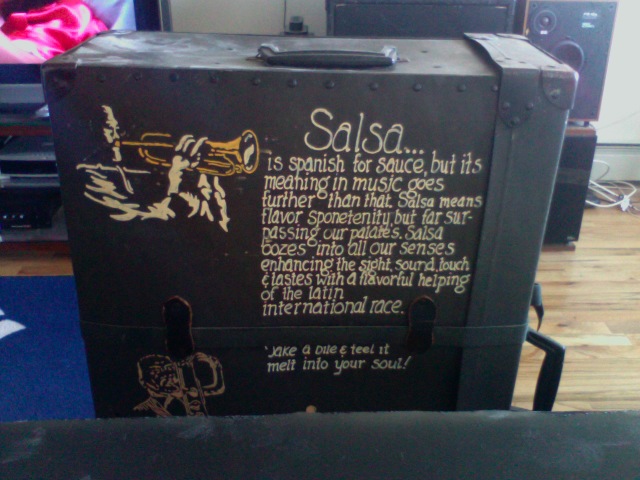 Salsa...
is spanish for sauce, but its
meaning in music goes
further than that. Salsa means
flavor sponetenity, but far sur-
passing our palates. Salsa
oozes into all our senses
enhancing the sight, sound, touch
& tastes with a flavorful helping
of the latin
international race.
Take a bite & feel it
melt into your soul!